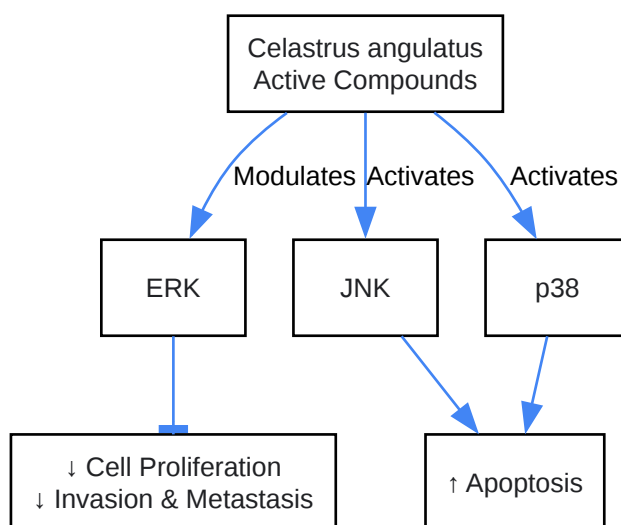 Celastrus angulatus
Active Compounds
Modulates
Activates
Activates
ERK
JNK
p38
↓ Cell Proliferation
↓ Invasion & Metastasis
↑ Apoptosis